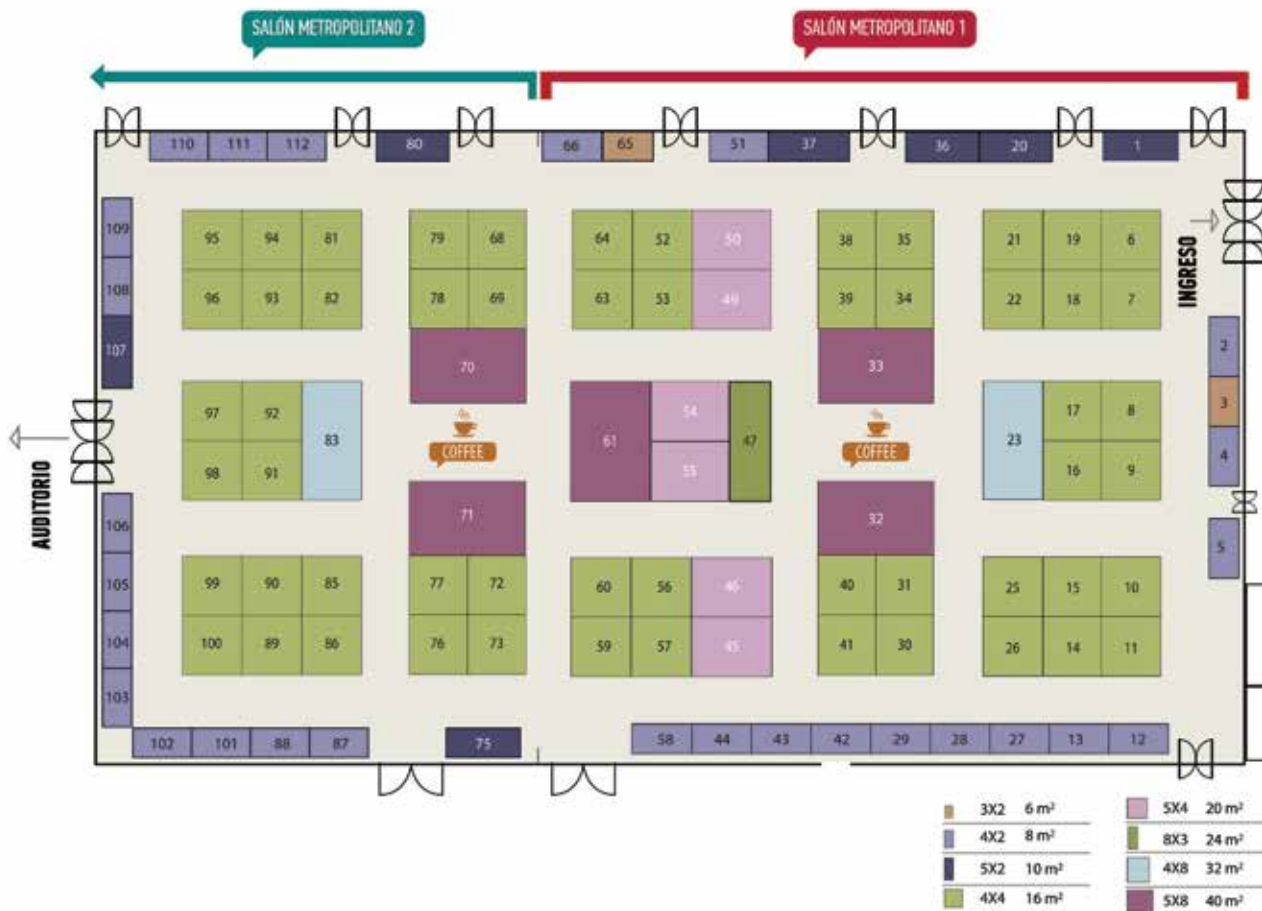 SALÓN METROPOLITANO 2
SALÓN METROPOLITANO 1
110 111 112 80 66 65 51 37 36 20 1
109
95 94 81 79 68 64 52 50 38 35 21 19 6
108
96 93 82 78 69 63 53 49 39 34 22 18 7
INGRESO
107
70 33
2
3
4
5
97 92 83 61 54 47 23 17 8
COFFEE COFFEE
98 91 55 16 9
AUDITORIO
71 32
106
105
104
103
99 90 85 77 72 60 56 46 40 31 25 15 10
100 89 86 76 73 59 57 45 41 30 26 14 11
102 101 88 87 75 58 44 43 42 29 28 27 13 12
3X2 6 m²
4X2 8 m²
5X2 10 m²
4X4 16 m²
5X4 20 m²
8X3 24 m²
4X8 32 m²
5X8 40 m²